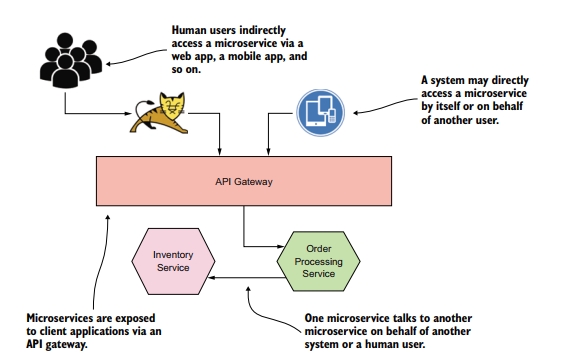 Human users indirectly
access a microservice via a
web app, a mobile app, and
so on.
A system may directly
access a microservice
by itself or on behalf
of another user.
API Gateway
Inventory
Service
Order
Processing
Service
Microservices are exposed
to client applications via an
API gateway.
One microservice talks to another
microservice on behalf of another
system or a human user.